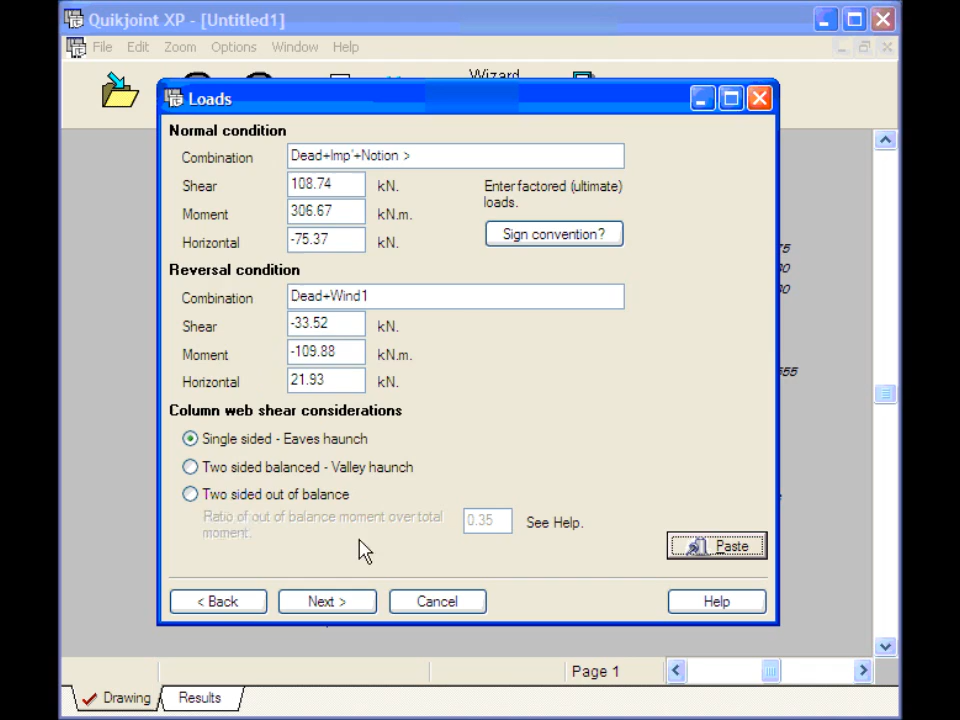 Quikjoint XP - [Untitled1]
File Edit Zoom Options Window Help
Wizard
Loads
Normal condition
Combination Dead+Imp'+Notion >
Shear 108.74 kN.
Enter factored (ultimate) loads.
Moment 306.67 kN.m.
Sign convention?
Horizontal -75.37 kN.
Reversal condition
Combination Dead+Wind1
Shear -33.52 kN.
Moment -109.88 kN.m.
Horizontal 21.93 kN.
Column web shear considerations
Single sided - Eaves haunch
Two sided balanced - Valley haunch
Two sided out of balance
Ratio of out of balance moment over total
moment.
0.35 See Help.
Paste
< Back Next > Cancel Help
Page 1
Drawing Results